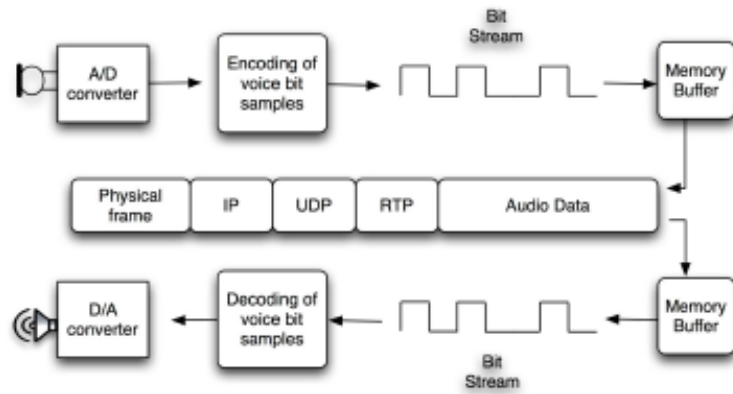 Bit
Stream
A/D
converter
Encoding of
voice bit
samples
Memory
Buffer
Physical
frame
IP
UDP
RTP
Audio Data
D/A
converter
Decoding of
voice bit
samples
Bit
Stream
Memory
Buffer